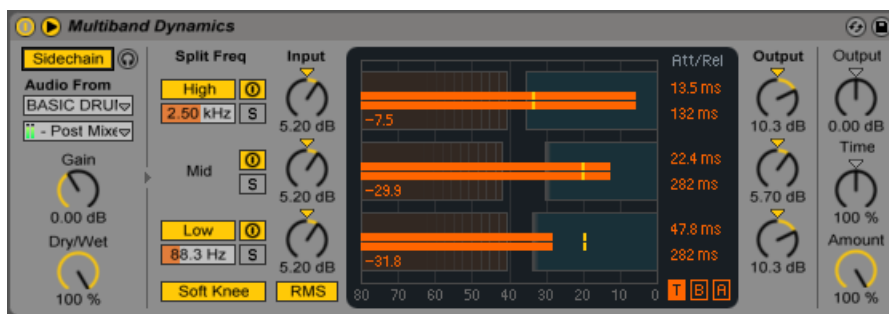 Multiband Dynamics
Sidechain
Audio From
BASIC DRUI
- Post Mixe
Gain
0.00 dB
Dry/Wet
100 %
Split Freq
High
2.50 kHz S
Mid
S
Low
88.3 Hz S
Soft Knee
Input
5.20 dB
5.20 dB
5.20 dB
RMS
-7.5
-29.9
-31.8
80 70 60 50 40 30 20 10 0
Att/Rel
13.5 ms
132 ms
22.4 ms
282 ms
47.8 ms
282 ms
T B A
Output
10.3 dB
5.70 dB
10.3 dB
Output
0.00 dB
Time
100 %
Amount
100 %